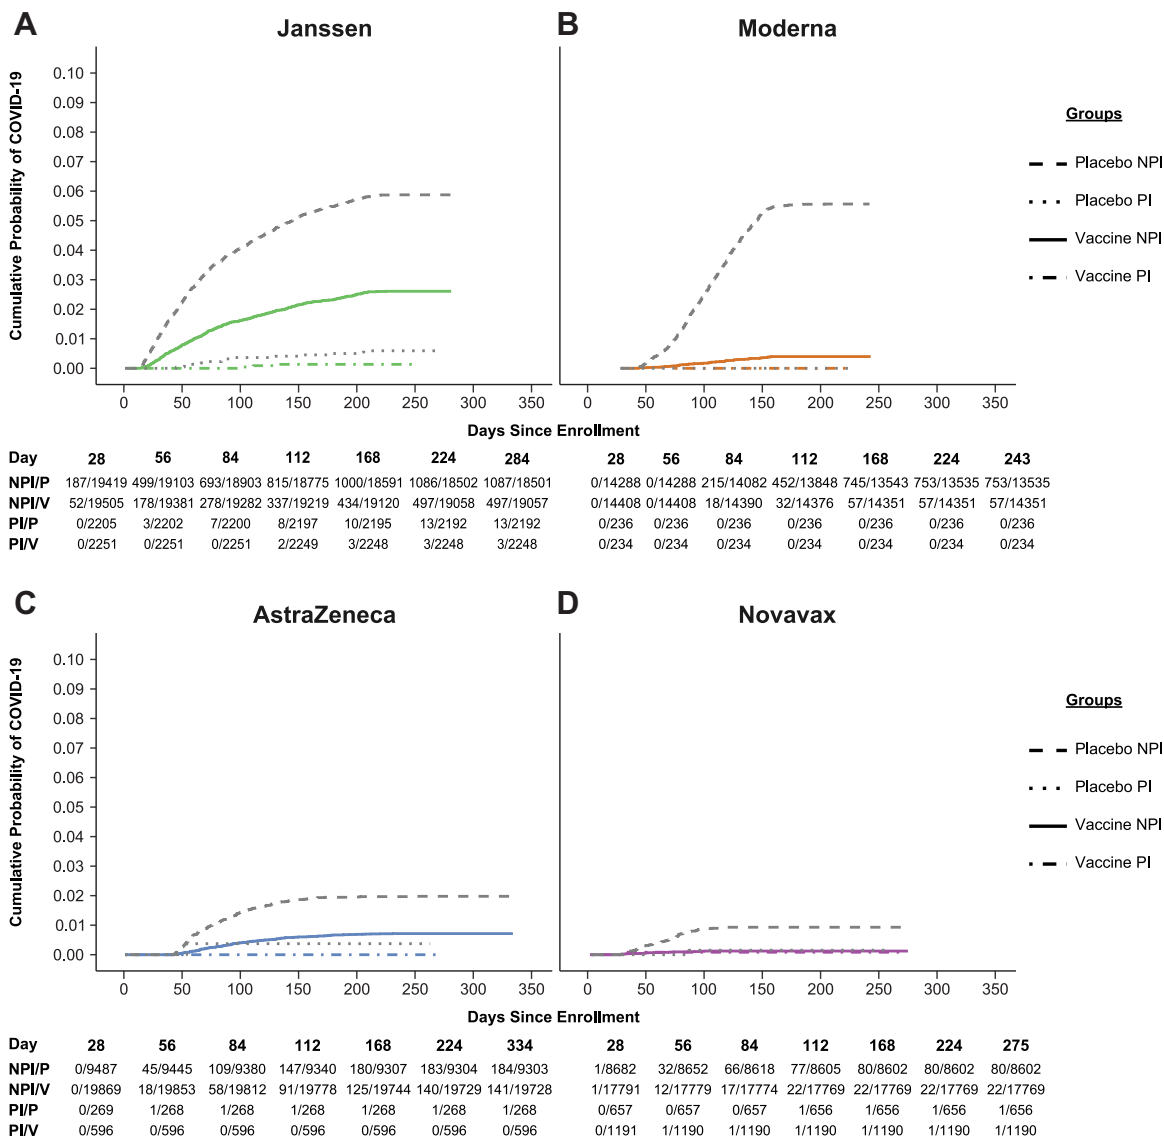 A
Janssen
B
Moderna
Cumulative Probability of COVID-19
0.10
0.09
0.08
0.07
0.06
0.05
0.04
0.03
0.02
0.01
0.00
0 50 100 150 200 250 300 350
0 50 100 150 200 250 300 350
Days Since Enrollment
Groups
Placebo NPI
Placebo PI
Vaccine NPI
Vaccine PI
Day 28 56 84 112 168 224 284 28 56 84 112 168 224 243
NPI/P 187/19419 499/19103 693/18903 815/18775 1000/18591 1086/18502 1087/18501 0/14288 0/14288 215/14082 452/13848 745/13543 753/13535 753/13535
NPI/V 52/19505 178/19381 278/19282 337/19219 434/19120 497/19058 497/19057 0/14408 0/14408 18/14390 32/14376 57/14351 57/14351 57/14351
PI/P 0/2205 3/2202 7/2200 8/2197 10/2195 13/2192 13/2192 0/236 0/236 0/236 0/236 0/236 0/236 0/236
PI/V 0/2251 0/2251 0/2251 2/2249 3/2248 3/2248 3/2248 0/234 0/234 0/234 0/234 0/234 0/234 0/234
C
AstraZeneca
D
Novavax
Cumulative Probability of COVID-19
0.10
0.09
0.08
0.07
0.06
0.05
0.04
0.03
0.02
0.01
0.00
0 50 100 150 200 250 300 350
0 50 100 150 200 250 300 350
Days Since Enrollment
Groups
Placebo NPI
Placebo PI
Vaccine NPI
Vaccine PI
Day 28 56 84 112 168 224 334 28 56 84 112 168 224 275
NPI/P 0/9487 45/9445 109/9380 147/9340 180/9307 183/9304 184/9303 1/8682 32/8652 66/8618 77/8605 80/8602 80/8602 80/8602
NPI/V 0/19869 18/19853 58/19812 91/19778 125/19744 140/19729 141/19728 1/17791 12/17779 17/17774 22/17769 22/17769 22/17769 22/17769
PI/P 0/269 1/268 1/268 1/268 1/268 1/268 1/268 0/657 0/657 0/657 1/656 1/656 1/656 1/656
PI/V 0/596 0/596 0/596 0/596 0/596 0/596 0/596 0/1191 1/1190 1/1190 1/1190 1/1190 1/1190 1/1190